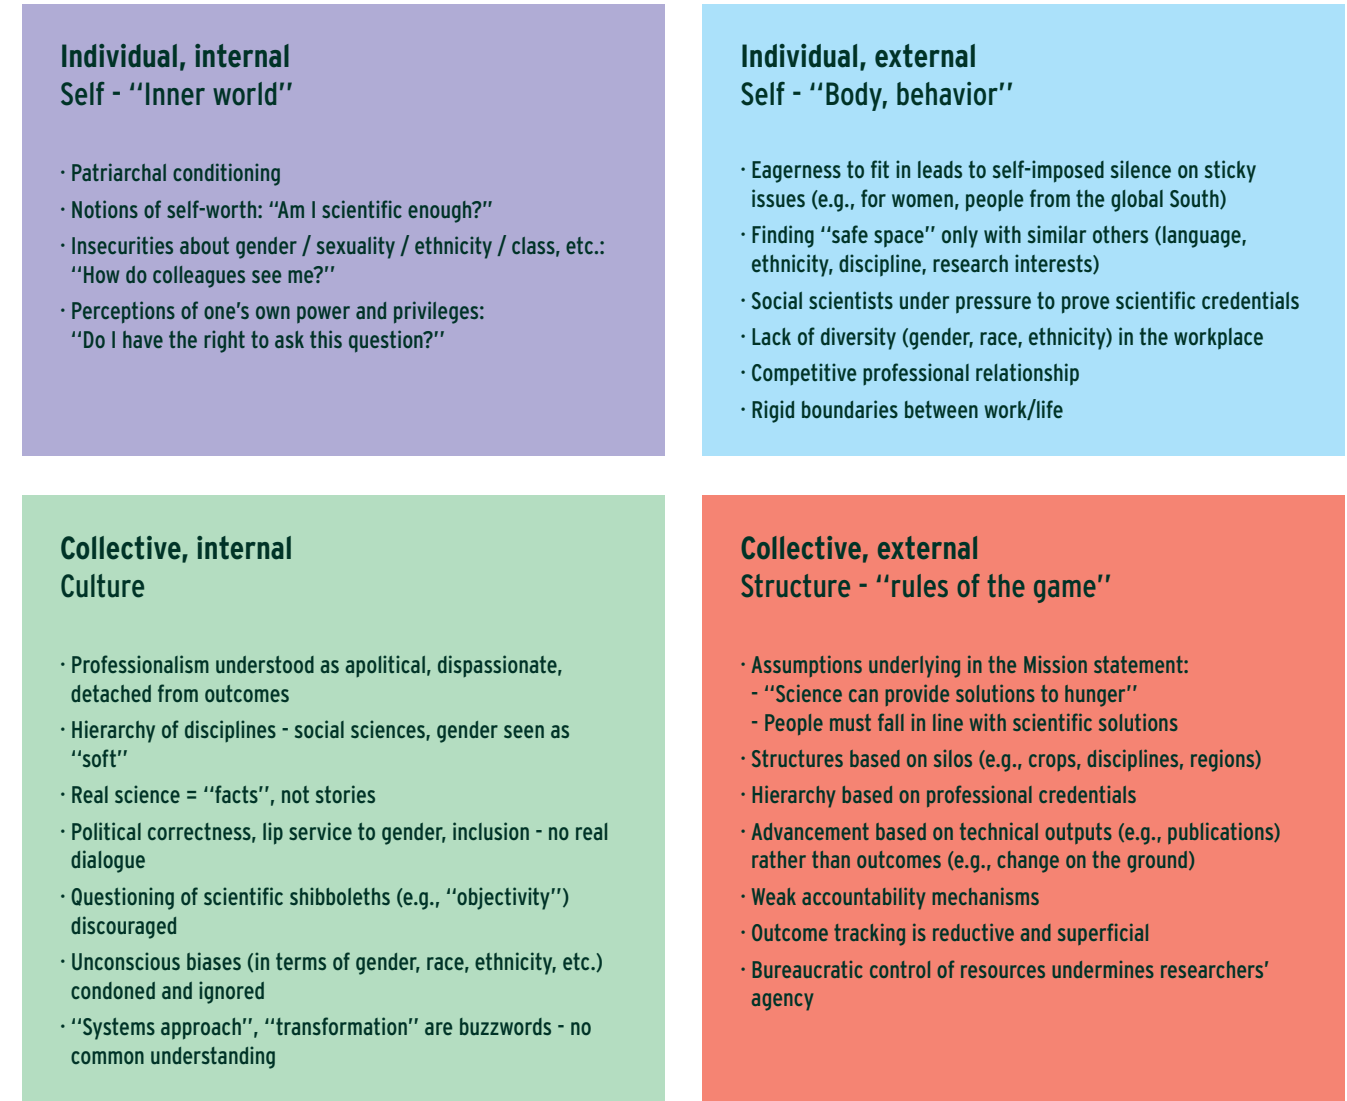 Individual, internal
Self - “Inner world”
· Patriarchal conditioning
· Notions of self-worth: “Am I scientific enough?”
· Insecurities about gender / sexuality / ethnicity / class, etc.:
“How do colleagues see me?”
· Perceptions of one’s own power and privileges:
“Do I have the right to ask this question?”
Individual, external
Self - “Body, behavior”
· Eagerness to fit in leads to self-imposed silence on sticky
issues (e.g., for women, people from the global South)
· Finding “safe space” only with similar others (language,
ethnicity, discipline, research interests)
· Social scientists under pressure to prove scientific credentials
· Lack of diversity (gender, race, ethnicity) in the workplace
· Competitive professional relationship
· Rigid boundaries between work/life
Collective, internal
Culture
· Professionalism understood as apolitical, dispassionate,
detached from outcomes
· Hierarchy of disciplines - social sciences, gender seen as
“soft”
· Real science = “facts”, not stories
· Political correctness, lip service to gender, inclusion - no real
dialogue
· Questioning of scientific shibboleths (e.g., “objectivity”)
discouraged
· Unconscious biases (in terms of gender, race, ethnicity, etc.)
condoned and ignored
· “Systems approach”, “transformation” are buzzwords - no
common understanding
Collective, external
Structure - “rules of the game”
· Assumptions underlying in the Mission statement:
- “Science can provide solutions to hunger”
- People must fall in line with scientific solutions
· Structures based on silos (e.g., crops, disciplines, regions)
· Hierarchy based on professional credentials
· Advancement based on technical outputs (e.g., publications)
rather than outcomes (e.g., change on the ground)
· Weak accountability mechanisms
· Outcome tracking is reductive and superficial
· Bureaucratic control of resources undermines researchers’
agency